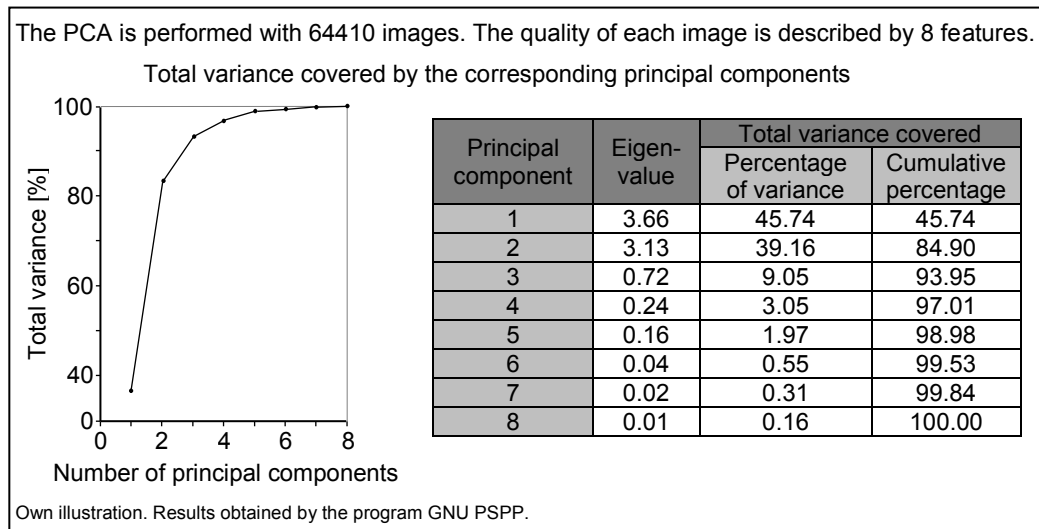 The PCA is performed with 64410 images. The quality of each image is described by 8 features.
Total variance covered by the corresponding principal components
Total variance [%]
100
80
60
40
0
0 2 4 6 8
Number of principal components
Principal component Eigen-value Total variance covered
Percentage of variance Cumulative percentage
1 3.66 45.74 45.74
2 3.13 39.16 84.90
3 0.72 9.05 93.95
4 0.24 3.05 97.01
5 0.16 1.97 98.98
6 0.04 0.55 99.53
7 0.02 0.31 99.84
8 0.01 0.16 100.00
Own illustration. Results obtained by the program GNU PSPP.